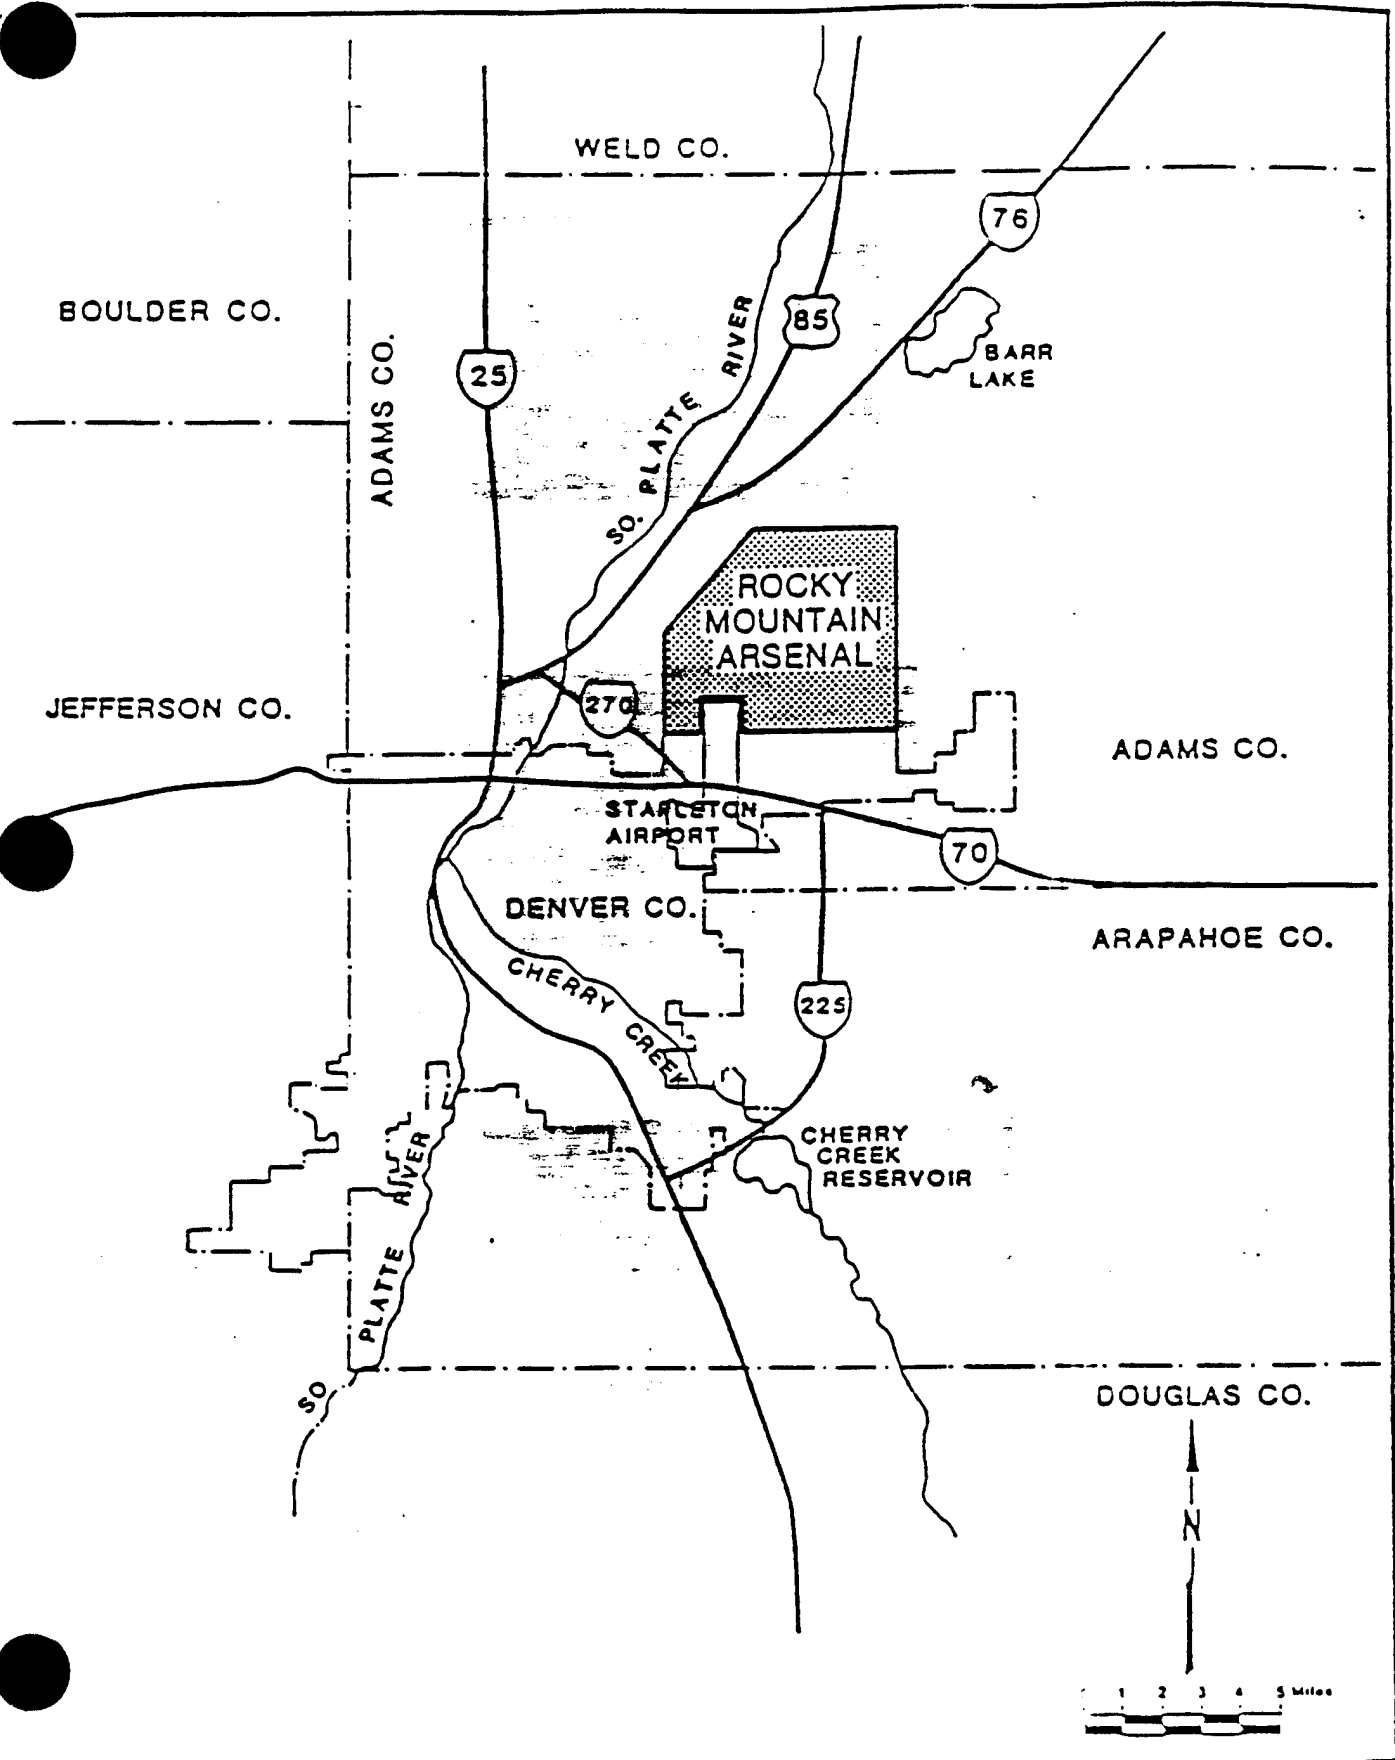 WELD CO.
76
BOULDER CO.
85
SO. PLATTE RIVER
BARR
LAKE
ADAMS CO.
25
ROCKY
MOUNTAIN
ARSENAL
270
JEFFERSON CO.
ADAMS CO.
STAPLETON
AIRPORT
70
DENVER CO.
ARAPAHOE CO.
CHERRY CREEK
225
CHERRY
CREEK
RESERVOIR
SO PLATTE RIVER
DOUGLAS CO.
N
1 2 3 4 5 Miles